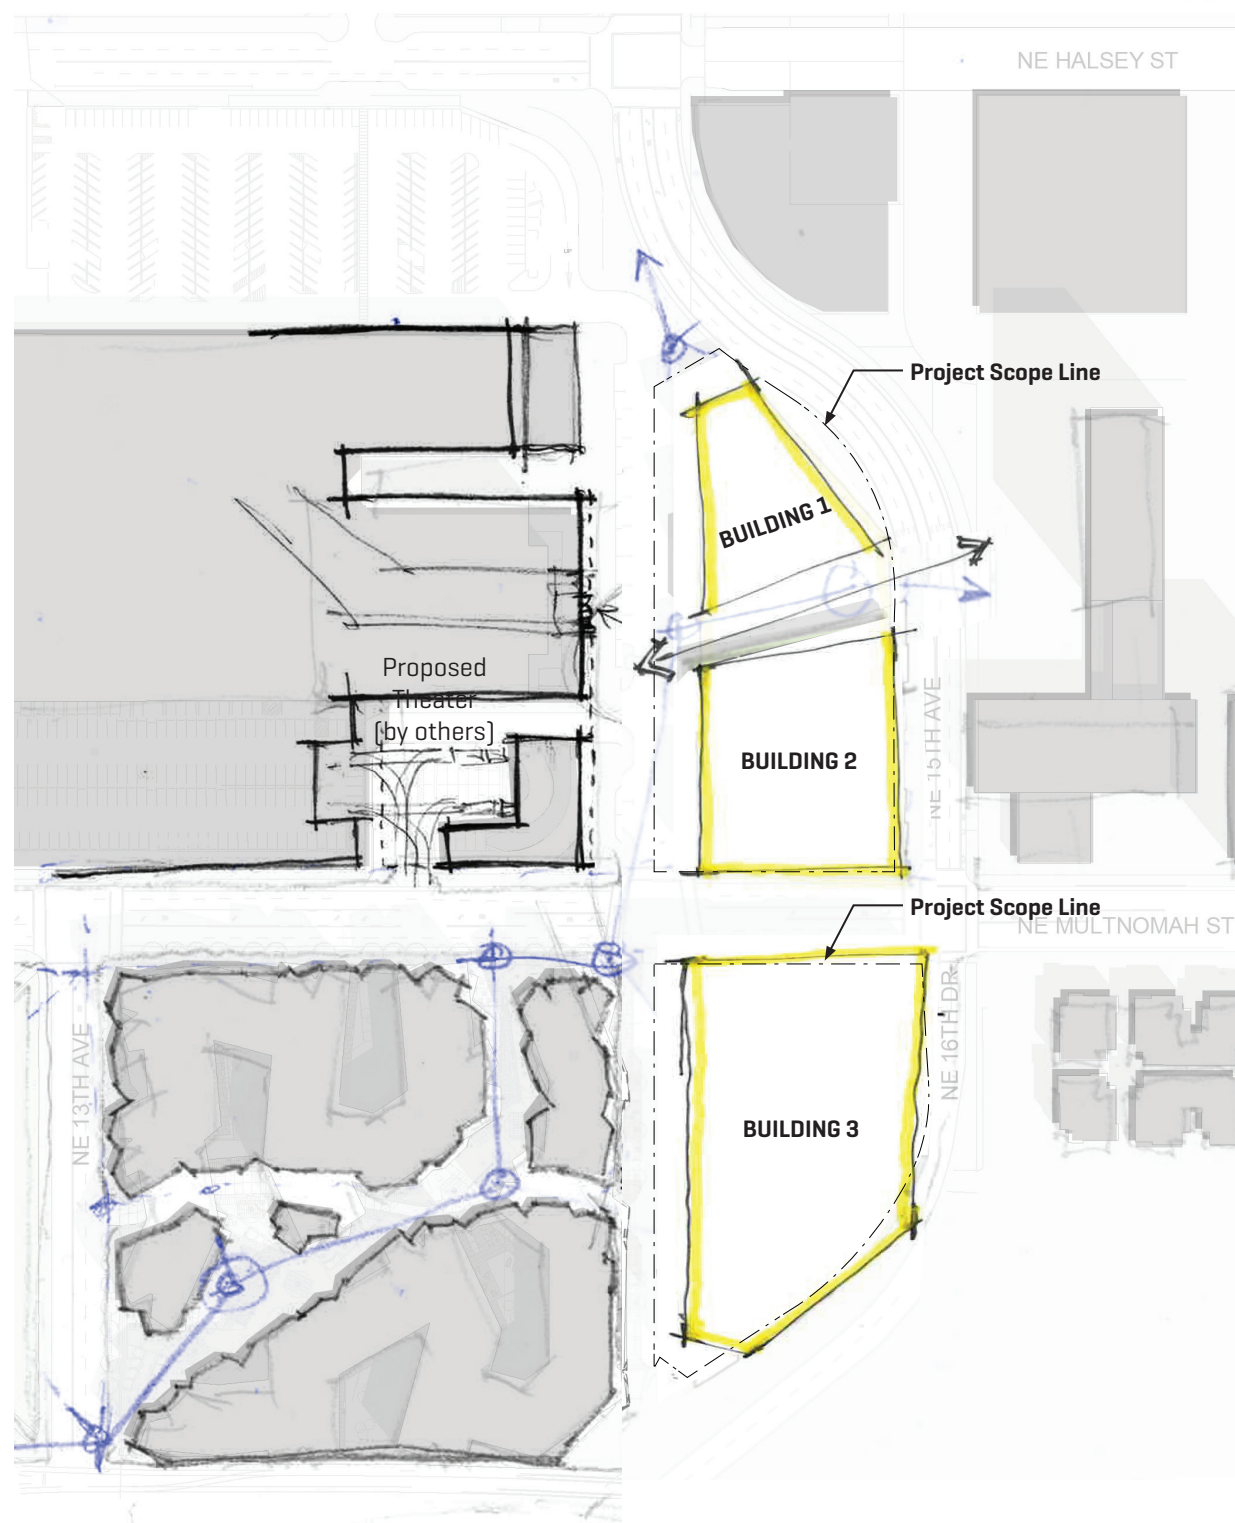 NE HALSEY ST
Project Scope Line
BUILDING 1
Proposed
Theater
(by others)
NE 15TH AVE
BUILDING 2
Project Scope Line
NE MULTNOMAH ST
NE 16TH DR
NE 13TH AVE
BUILDING 3